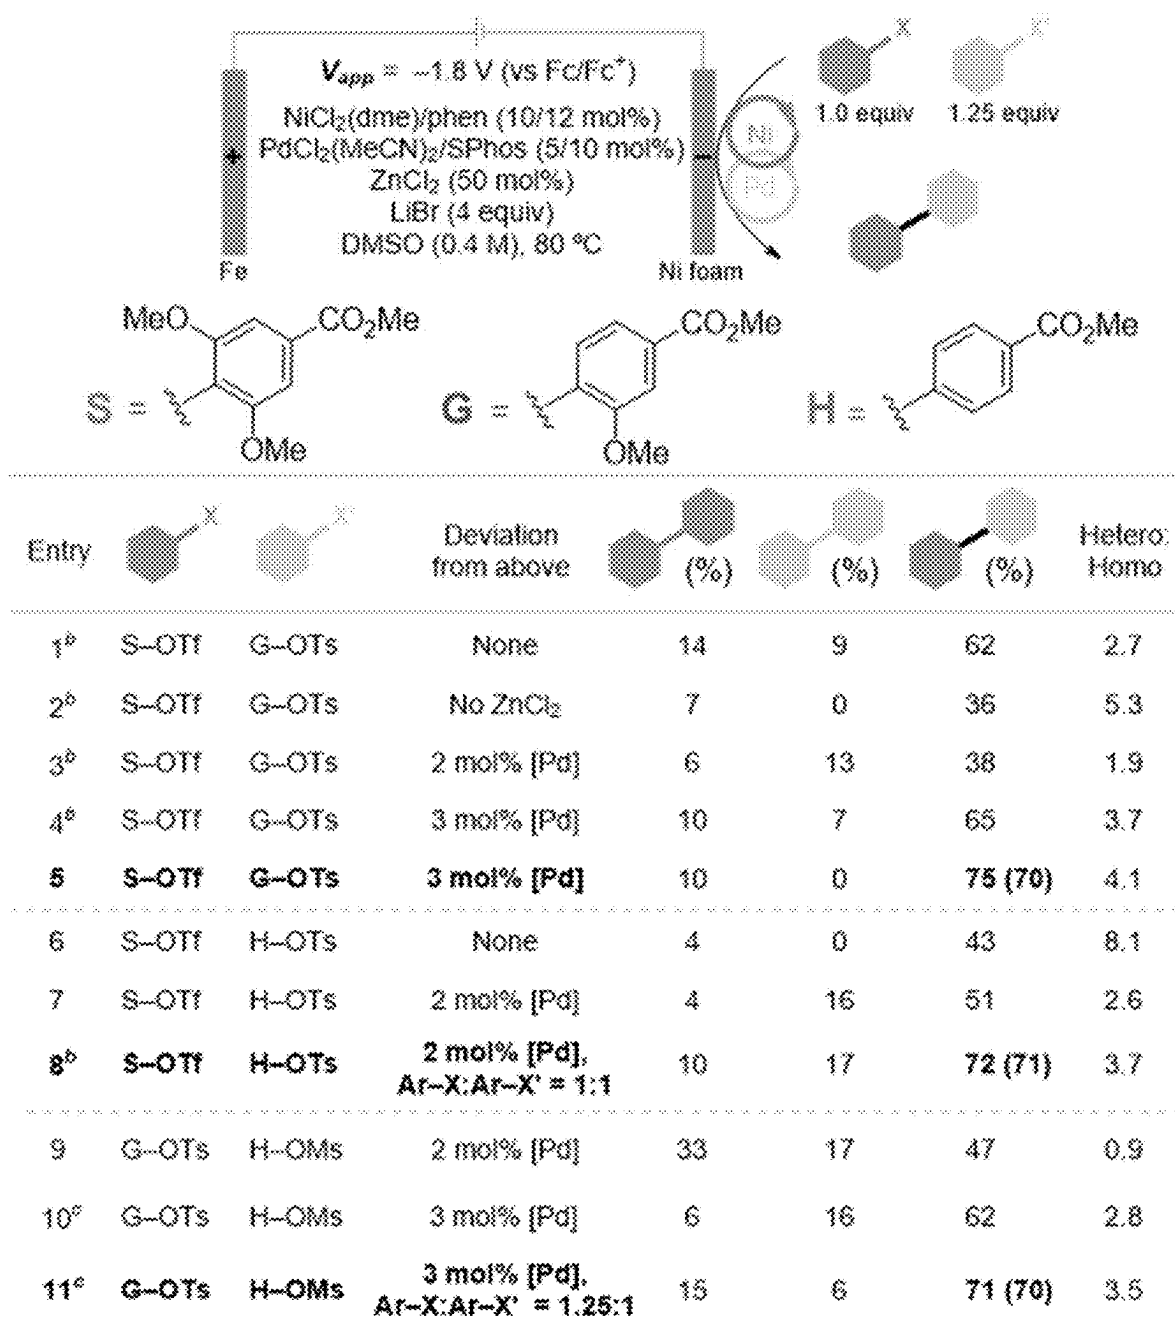 V_app = –1.8 V (vs Fc/Fc⁺)
NiCl₂(dme)/phen (10/12 mol%)
PdCl₂(MeCN)₂/SPhos (5/10 mol%)
ZnCl₂ (50 mol%)
LiBr (4 equiv)
DMSO (0.4 M), 80 ºC
+
–
Fe
Ni foam
Ni
Pd
X
X'
1.0 equiv
1.25 equiv
S =
MeO
CO₂Me
OMe
G =
CO₂Me
OMe
H =
CO₂Me
Entry X X' Deviation from above (%) (%) (%) Hetero: Homo
1ᵇ S–OTf G–OTs None 14 9 62 2.7
2ᵇ S–OTf G–OTs No ZnCl₂ 7 0 36 5.3
3ᵇ S–OTf G–OTs 2 mol% [Pd] 6 13 38 1.9
4ᵇ S–OTf G–OTs 3 mol% [Pd] 10 7 65 3.7
5 S–OTf G–OTs 3 mol% [Pd] 10 0 75 (70) 4.1
6 S–OTf H–OTs None 4 0 43 8.1
7 S–OTf H–OTs 2 mol% [Pd] 4 16 51 2.6
8ᵇ S–OTf H–OTs 2 mol% [Pd], Ar–X:Ar–X' = 1:1 10 17 72 (71) 3.7
9 G–OTs H–OMs 2 mol% [Pd] 33 17 47 0.9
10ᶜ G–OTs H–OMs 3 mol% [Pd] 6 16 62 2.8
11ᶜ G–OTs H–OMs 3 mol% [Pd], Ar–X:Ar–X' = 1.25:1 15 6 71 (70) 3.5